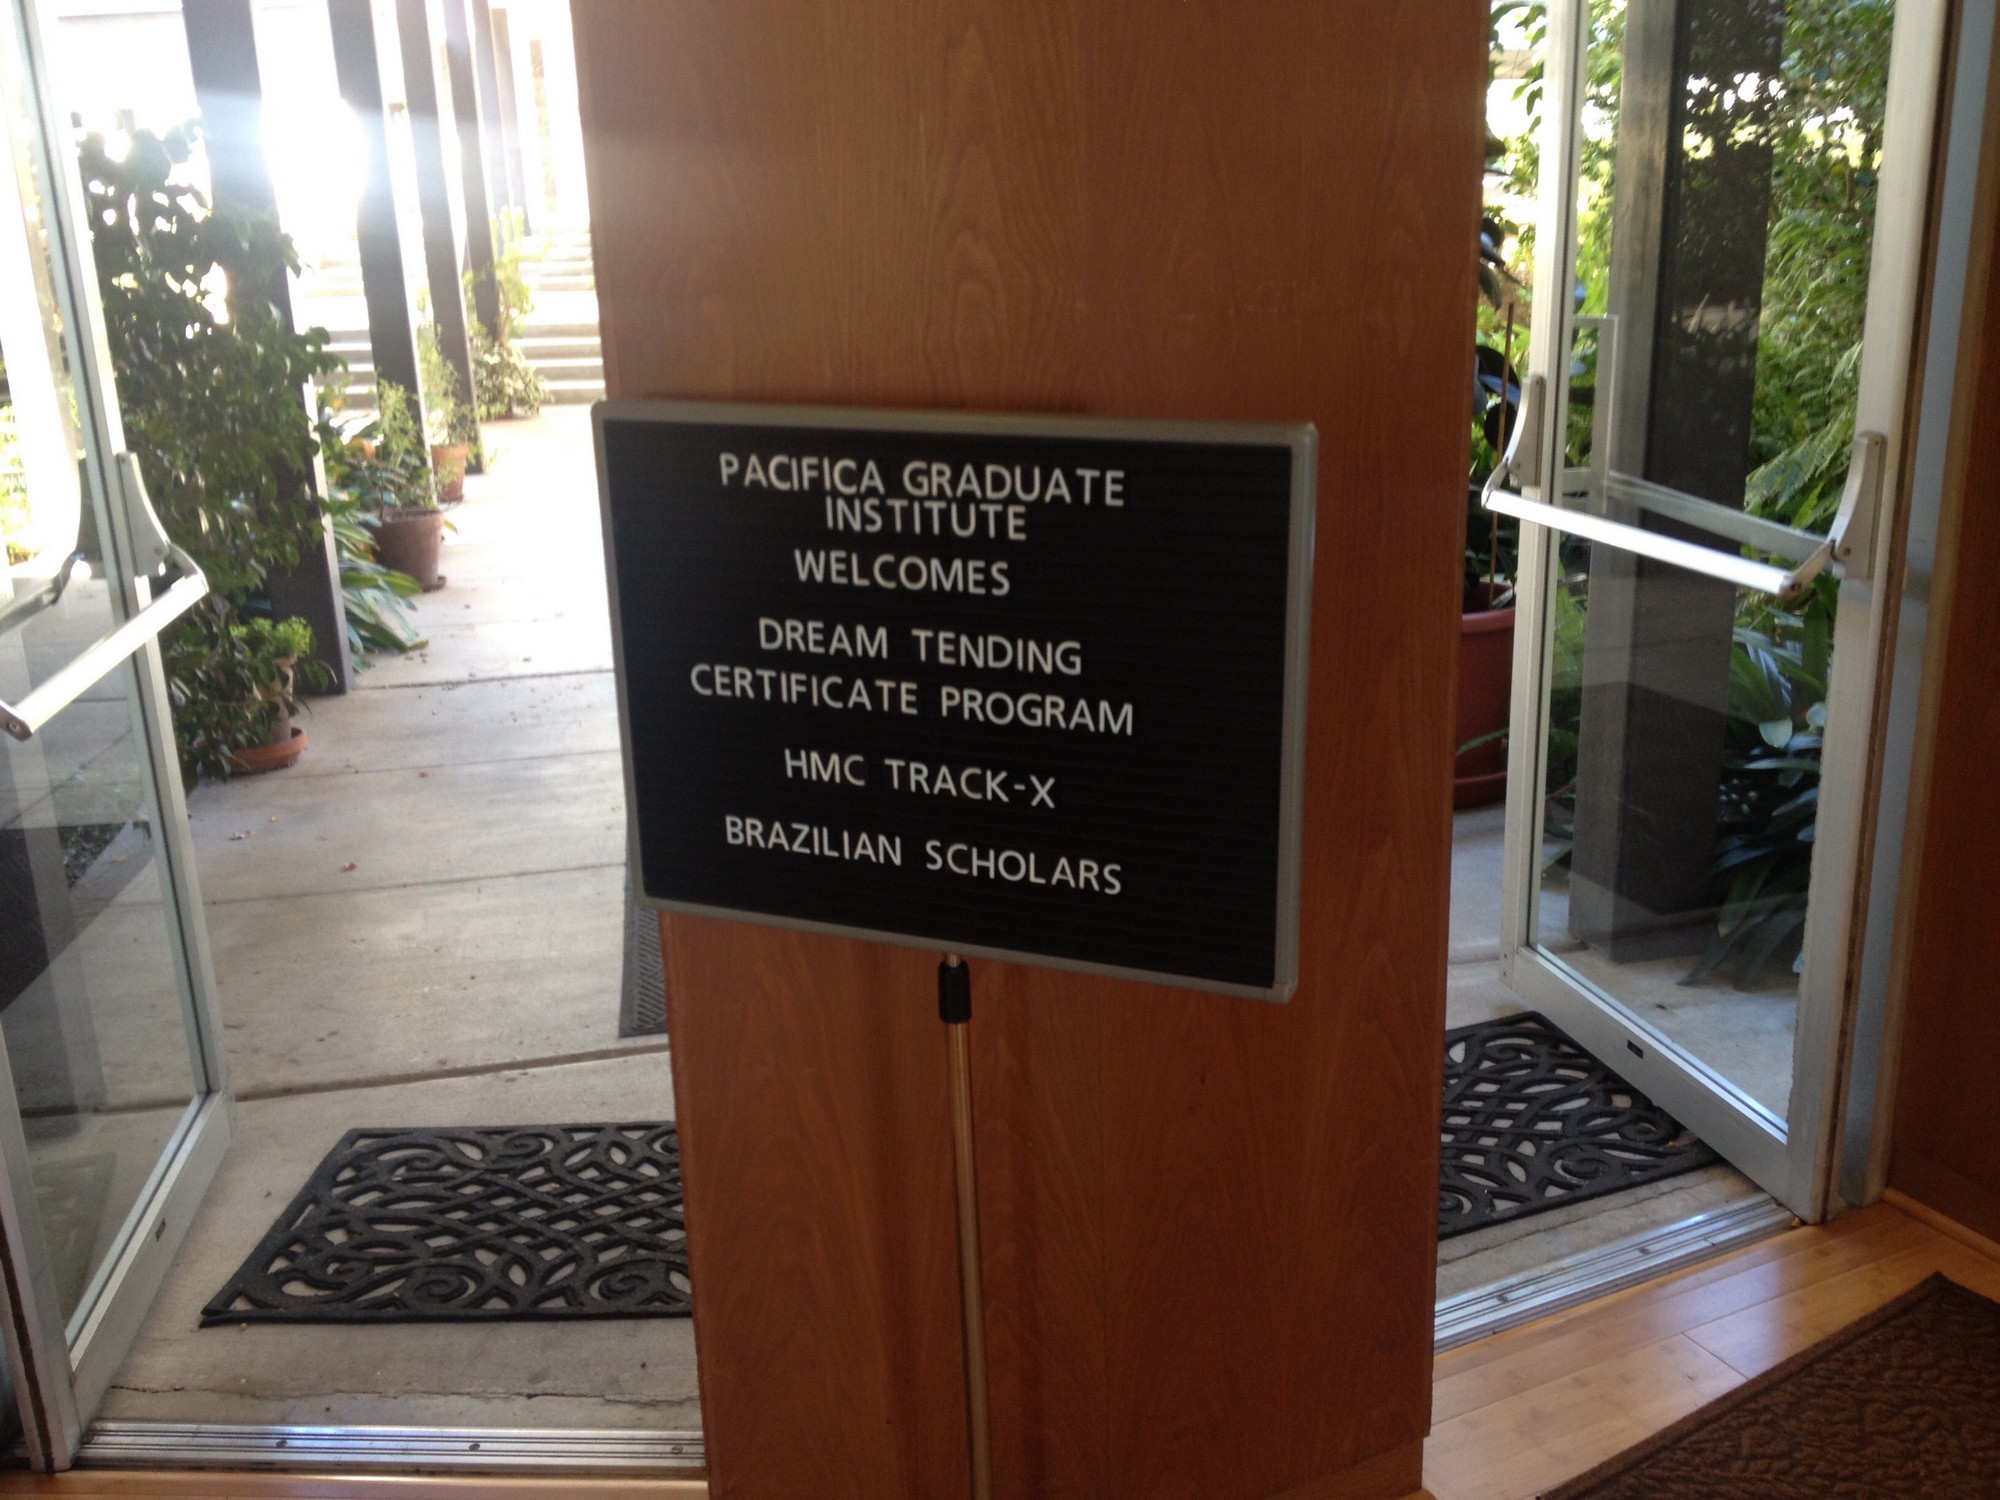 PACIFICA GRADUATE
INSTITUTE
WELCOMES
DREAM TENDING
CERTIFICATE PROGRAM
HMC TRACK-X
BRAZILIAN SCHOLARS